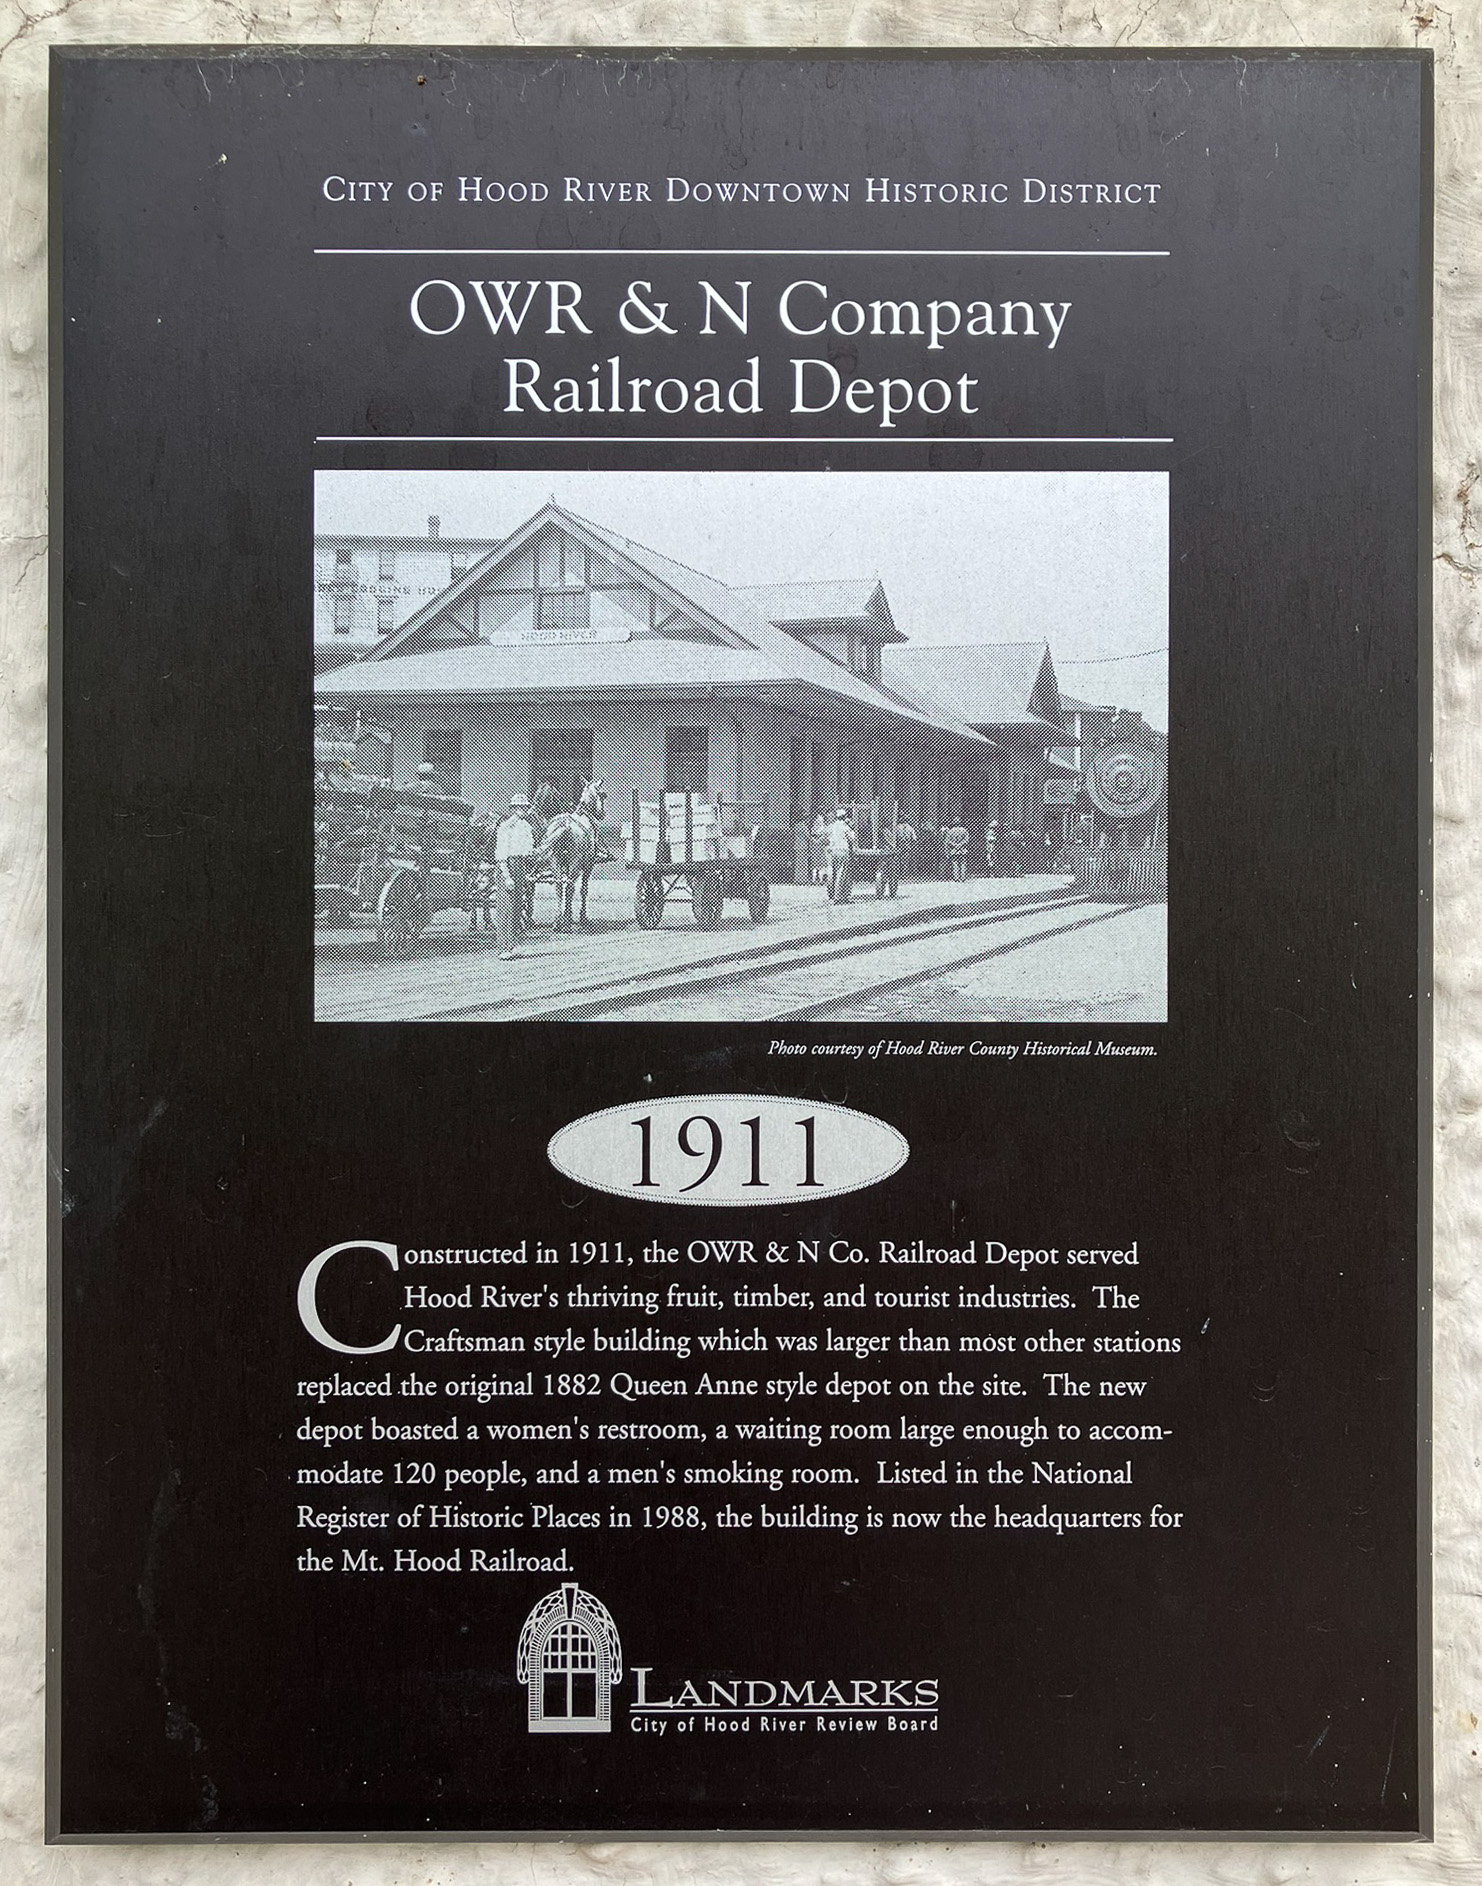 City of Hood River Downtown Historic District
OWR & N Company
Railroad Depot
LODGING
HOOD RIVER
Photo courtesy of Hood River County Historical Museum.
1911
Constructed in 1911, the OWR & N Co. Railroad Depot served
Hood River's thriving fruit, timber, and tourist industries.  The
Craftsman style building which was larger than most other stations
replaced the original 1882 Queen Anne style depot on the site.  The new
depot boasted a women's restroom, a waiting room large enough to accom-
modate 120 people, and a men's smoking room.  Listed in the National
Register of Historic Places in 1988, the building is now the headquarters for
the Mt. Hood Railroad.
LANDMARKS
City of Hood River Review Board